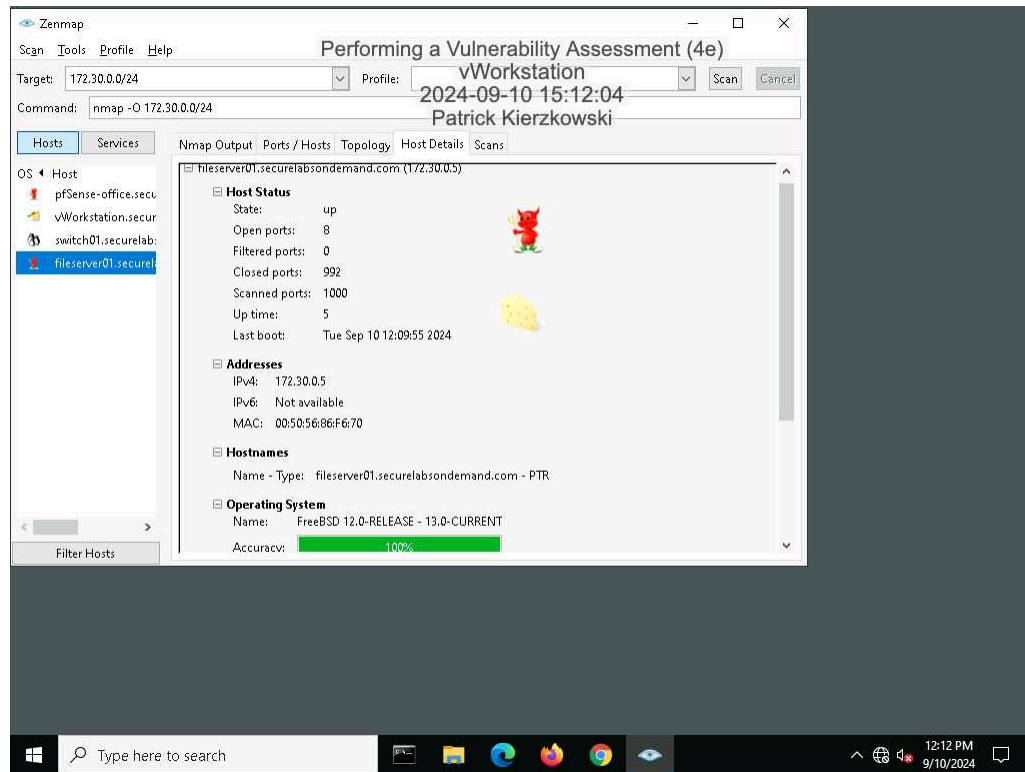 Zenmap
Scan Tools Profile Help
Performing a Vulnerability Assessment (4e)
vWorkstation
2024-09-10 15:12:04
Patrick Kierzkowski
Target: 172.30.0.0/24 Profile: Scan Cancel
Command: nmap -O 172.30.0.0/24
Hosts Services
Nmap Output Ports / Hosts Topology Host Details Scans
OS Host
pfSense-office.secu
vWorkstation.secur
switch01.securelab
fileserver01.securel
fileserver01.securelabsondemand.com (172.30.0.5)
Host Status
State: up
Open ports: 8
Filtered ports: 0
Closed ports: 992
Scanned ports: 1000
Up time: 5
Last boot: Tue Sep 10 12:09:55 2024
Addresses
IPv4: 172.30.0.5
IPv6: Not available
MAC: 00:50:56:86:F6:70
Hostnames
Name - Type: fileserver01.securelabsondemand.com - PTR
Operating System
Name: FreeBSD 12.0-RELEASE - 13.0-CURRENT
Accuracy: 100%
Filter Hosts
Type here to search
12:12 PM
9/10/2024